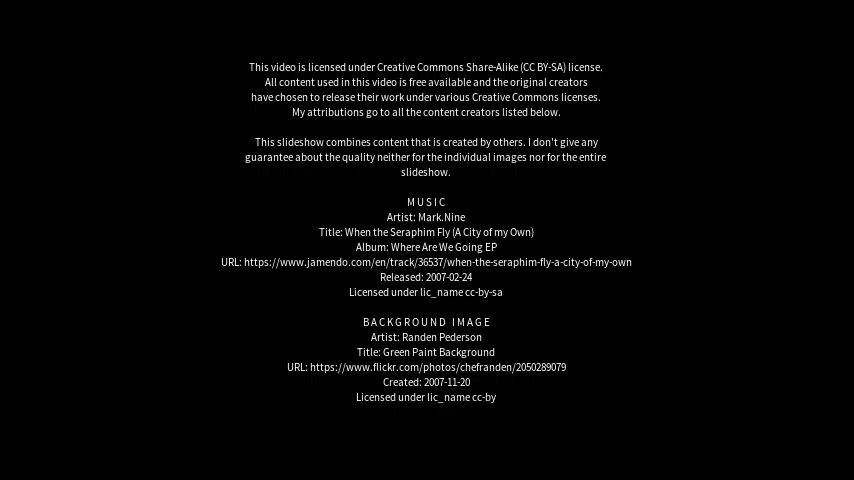 This video is licensed under Creative Commons Share-Alike (CC BY-SA) license.
All content used in this video is free available and the original creators
have chosen to release their work under various Creative Commons licenses.
My attributions go to all the content creators listed below.
This slideshow combines content that is created by others. I don't give any
guarantee about the quality neither for the individual images nor for the entire
slideshow.
MUSIC
Artist: Mark.Nine
Title: When the Seraphim Fly (A City of my Own)
Album: Where Are We Going EP
URL: https://www.jamendo.com/en/track/36537/when-the-seraphim-fly-a-city-of-my-own
Released: 2007-02-24
Licensed under lic_name cc-by-sa
BACKGROUND IMAGE
Artist: Randen Pederson
Title: Green Paint Background
URL: https://www.flickr.com/photos/chefranden/2050289079
Created: 2007-11-20
Licensed under lic_name cc-by